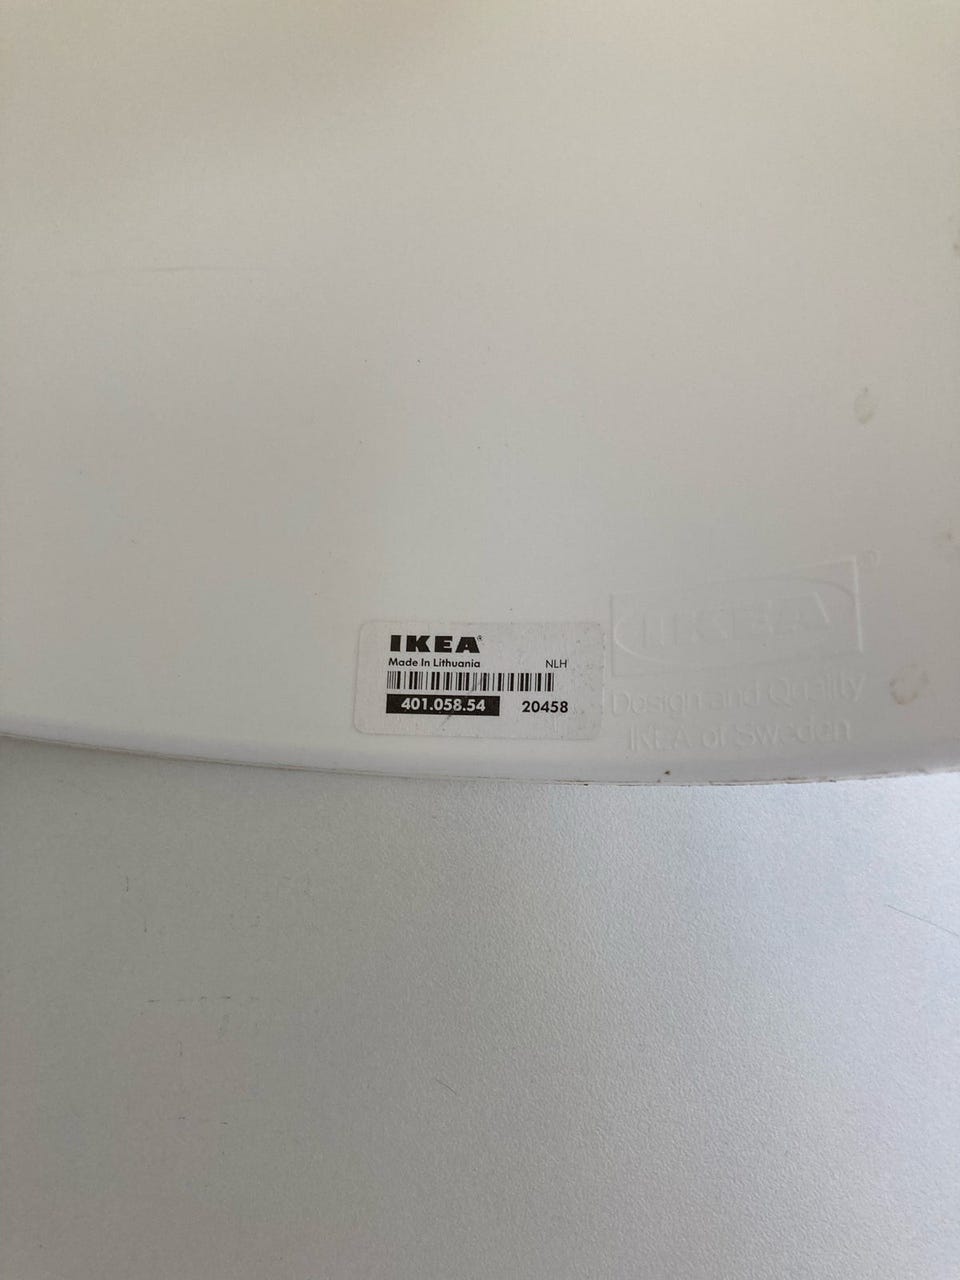 IKEA®
Made In Lithuania NLH
401.058.54 20458
IKEA®
Design and Quality
IKEA of Sweden